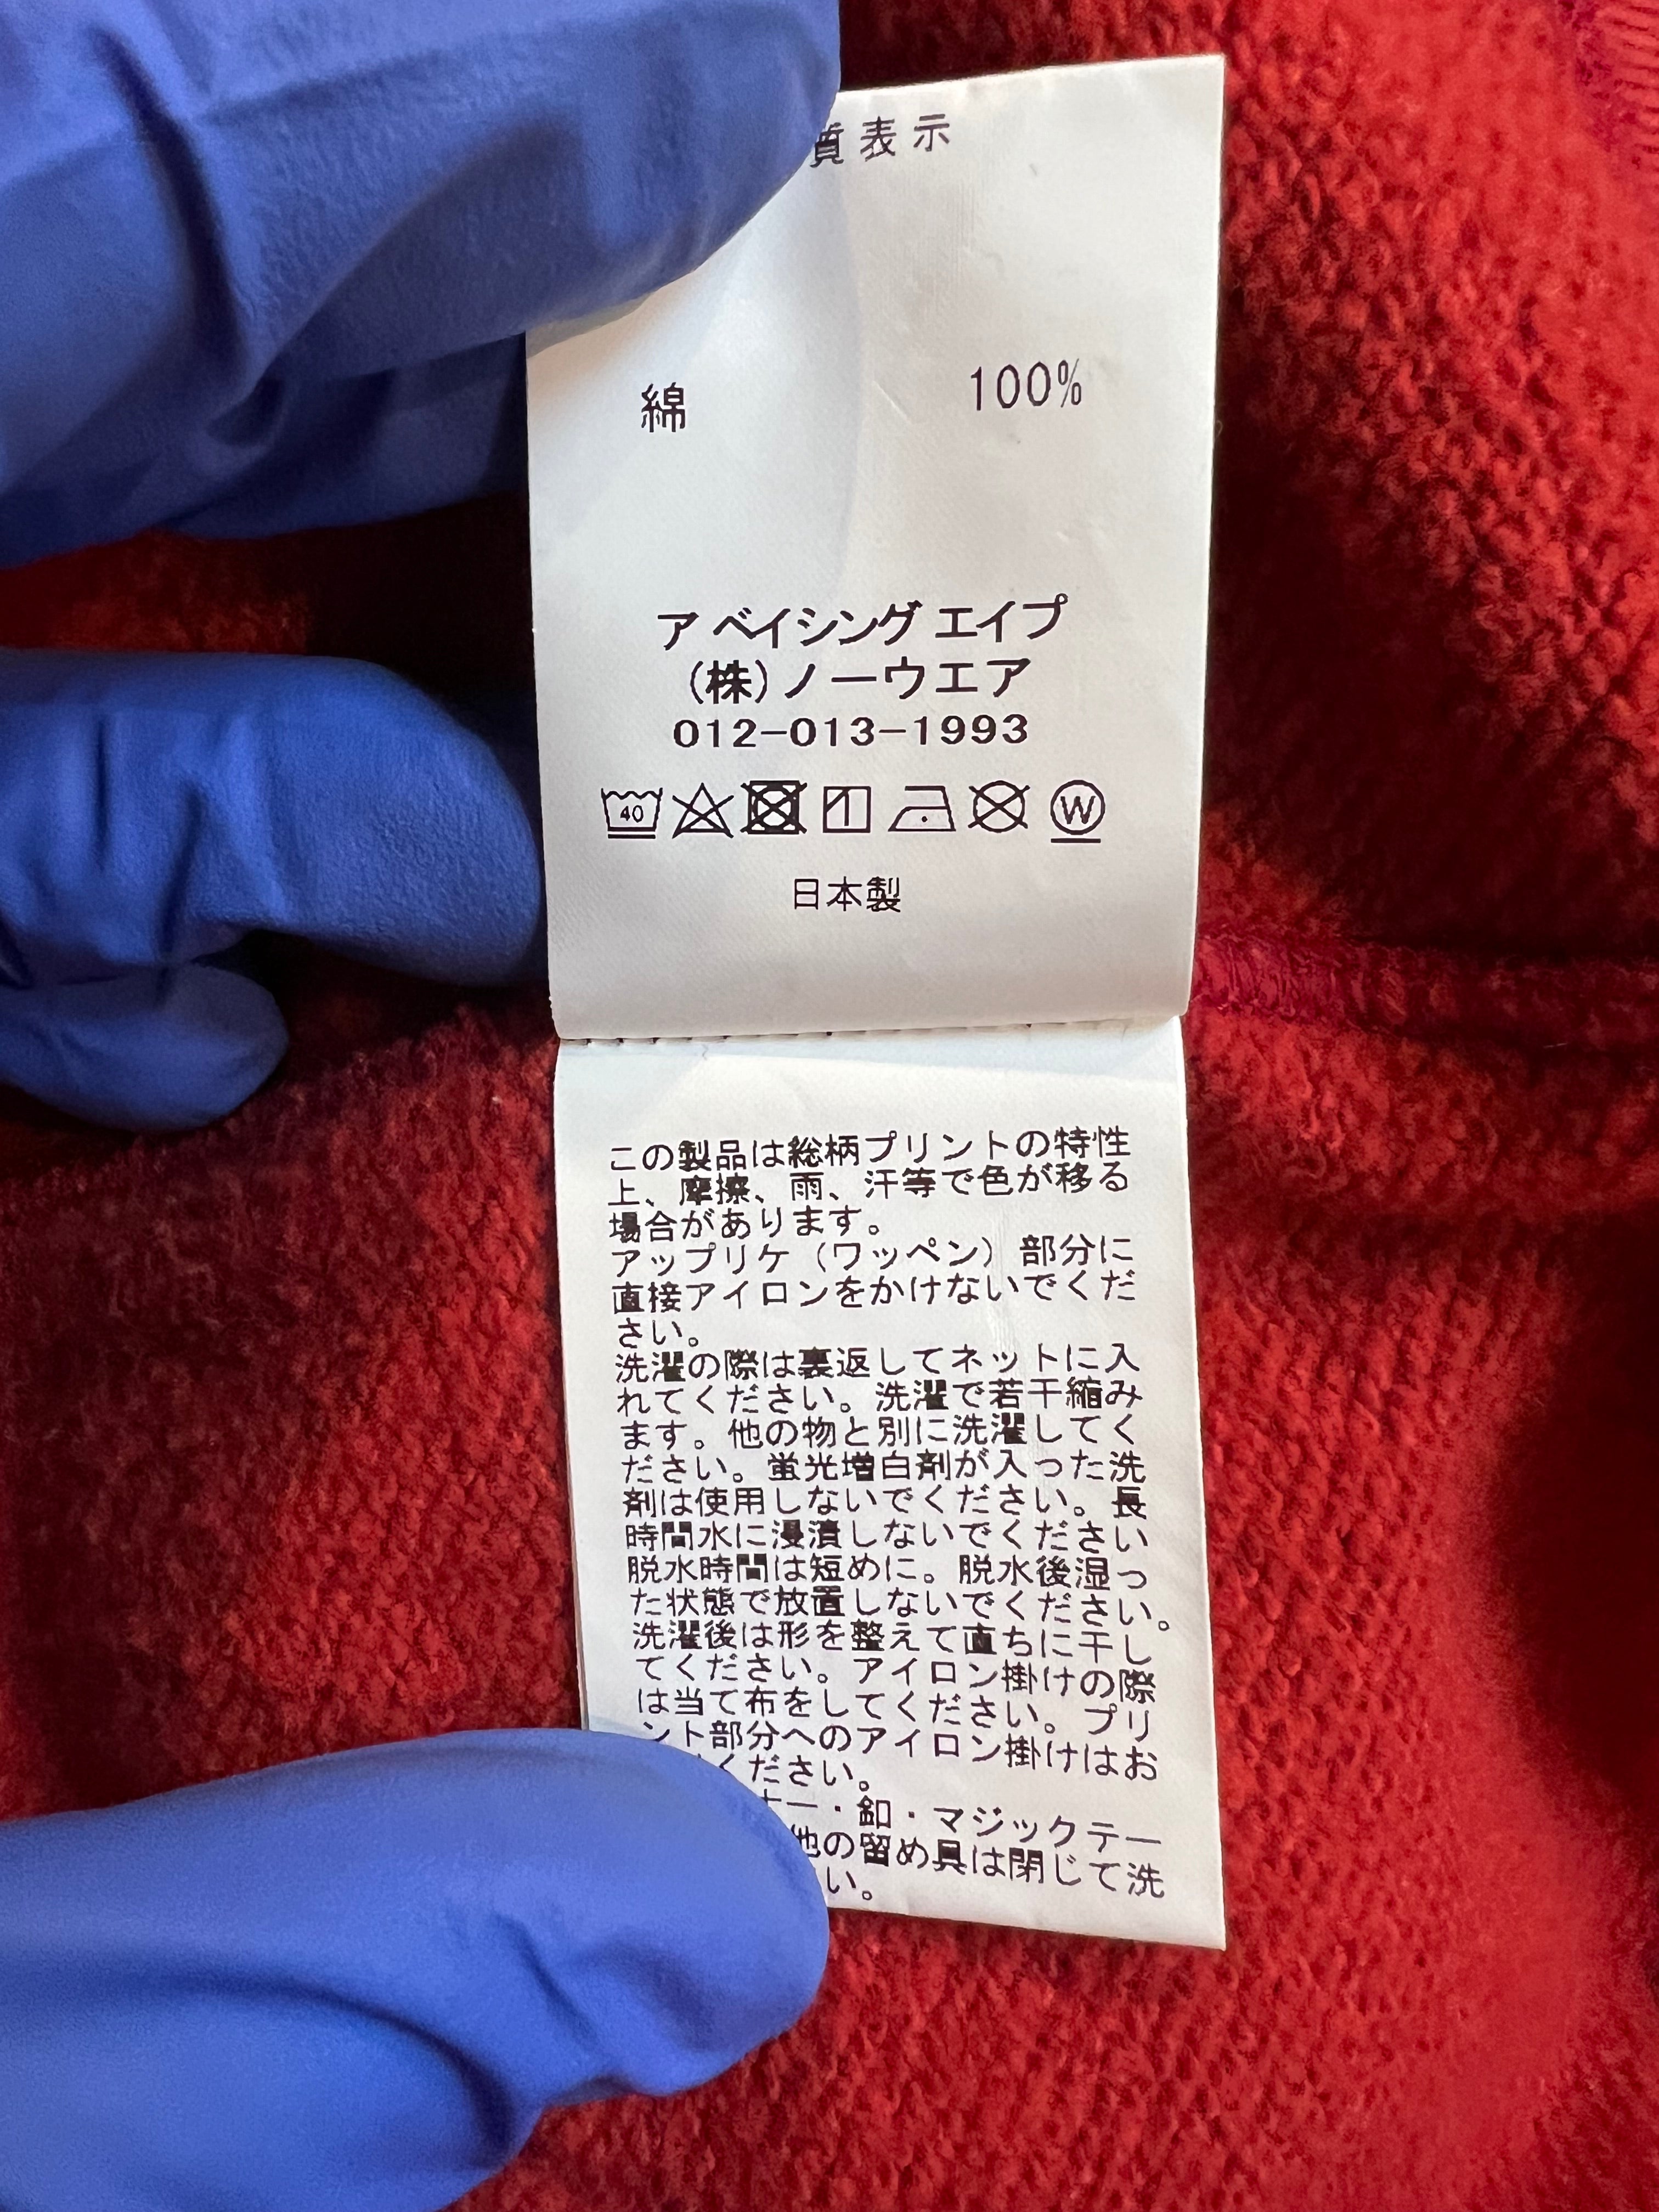 質表示
綿 100%
ア ベイシング エイプ
(株)ノーウエア
012-013-1993
40 W
日本製
この製品は総柄プリントの特性
上、摩擦、雨、汗等で色が移る
場合があります。
アップリケ（ワッペン）部分に
直接アイロンをかけないでくだ
さい。
洗濯の際は裏返してネットに入
れてください。洗濯で若干縮み
ます。他の物と別に洗濯してく
ださい。蛍光増白剤が入った洗
剤は使用しないでください。長
時間水に浸漬しないでください
脱水時間は短めに。脱水後湿っ
た状態で放置しないでください。
洗濯後は形を整えて直ちに干し
てください。アイロン掛けの際
は当て布をしてください。プリ
ント部分へのアイロン掛けはお
ください。
ナー・釦・マジックテー
他の留め具は閉じて洗
い。